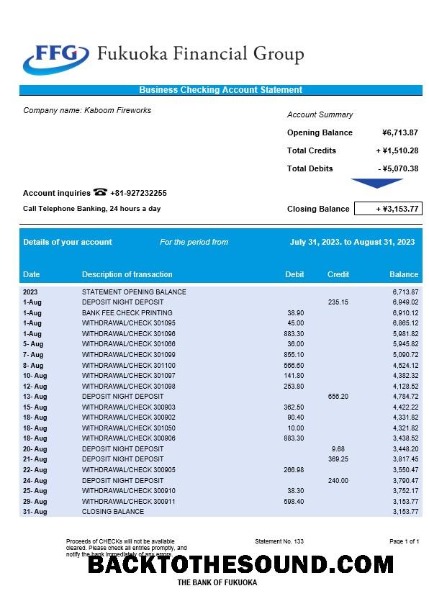 FFG Fukuoka Financial Group
Business Checking Account Statement
Company name: Kaboom Fireworks
Account Summary
Opening Balance ¥6,713.87
Total Credits + ¥1,510.28
Total Debits - ¥5,070.38
Account inquiries ☎ +81-927232255
Call Telephone Banking, 24 hours a day
Closing Balance + ¥3,153.77
Details of your account For the period from July 31, 2023. to August 31, 2023
Date Description of transaction Debit Credit Balance
2023 STATEMENT OPENING BALANCE 6,713.87
1-Aug DEPOSIT NIGHT DEPOSIT 235.15 6,949.02
1-Aug BANK FEE CHECK PRINTING 38.90 6,910.12
1-Aug WITHDRAWAL/CHECK 301095 45.00 6,865.12
1-Aug WITHDRAWAL/CHECK 301096 883.30 5,981.82
5- Aug WITHDRAWAL/CHECK 301066 36.00 5,945.82
7- Aug WITHDRAWAL/CHECK 301099 855.10 5,090.72
8- Aug WITHDRAWAL/CHECK 301100 566.60 4,524.12
10- Aug WITHDRAWAL/CHECK 301097 141.80 4,382.32
12- Aug WITHDRAWAL/CHECK 301098 253.80 4,128.52
13- Aug DEPOSIT NIGHT DEPOSIT 656.20 4,784.72
15- Aug WITHDRAWAL/CHECK 300903 362.50 4,422.22
18- Aug WITHDRAWAL/CHECK 300902 90.40 4,331.82
18- Aug WITHDRAWAL/CHECK 301050 10.00 4,321.82
18- Aug WITHDRAWAL/CHECK 300906 883.30 3,438.52
20- Aug DEPOSIT NIGHT DEPOSIT 9.68 3,448.20
21- Aug DEPOSIT NIGHT DEPOSIT 369.25 3,817.45
22- Aug WITHDRAWAL/CHECK 300905 266.98 3,550.47
24- Aug DEPOSIT NIGHT DEPOSIT 240.00 3,790.47
25- Aug WITHDRAWAL/CHECK 300910 38.30 3,752.17
29- Aug WITHDRAWAL/CHECK 300911 598.40 3,153.77
31- Aug CLOSING BALANCE 3,153.77
Proceeds of CHECKs will not be available Statement No. 133 Page 1 of 1
cleared. Please check all entries promptly, and
notify the bank immediately of any errors
BACKTOTHESOUND.COM
THE BANK OF FUKUOKA